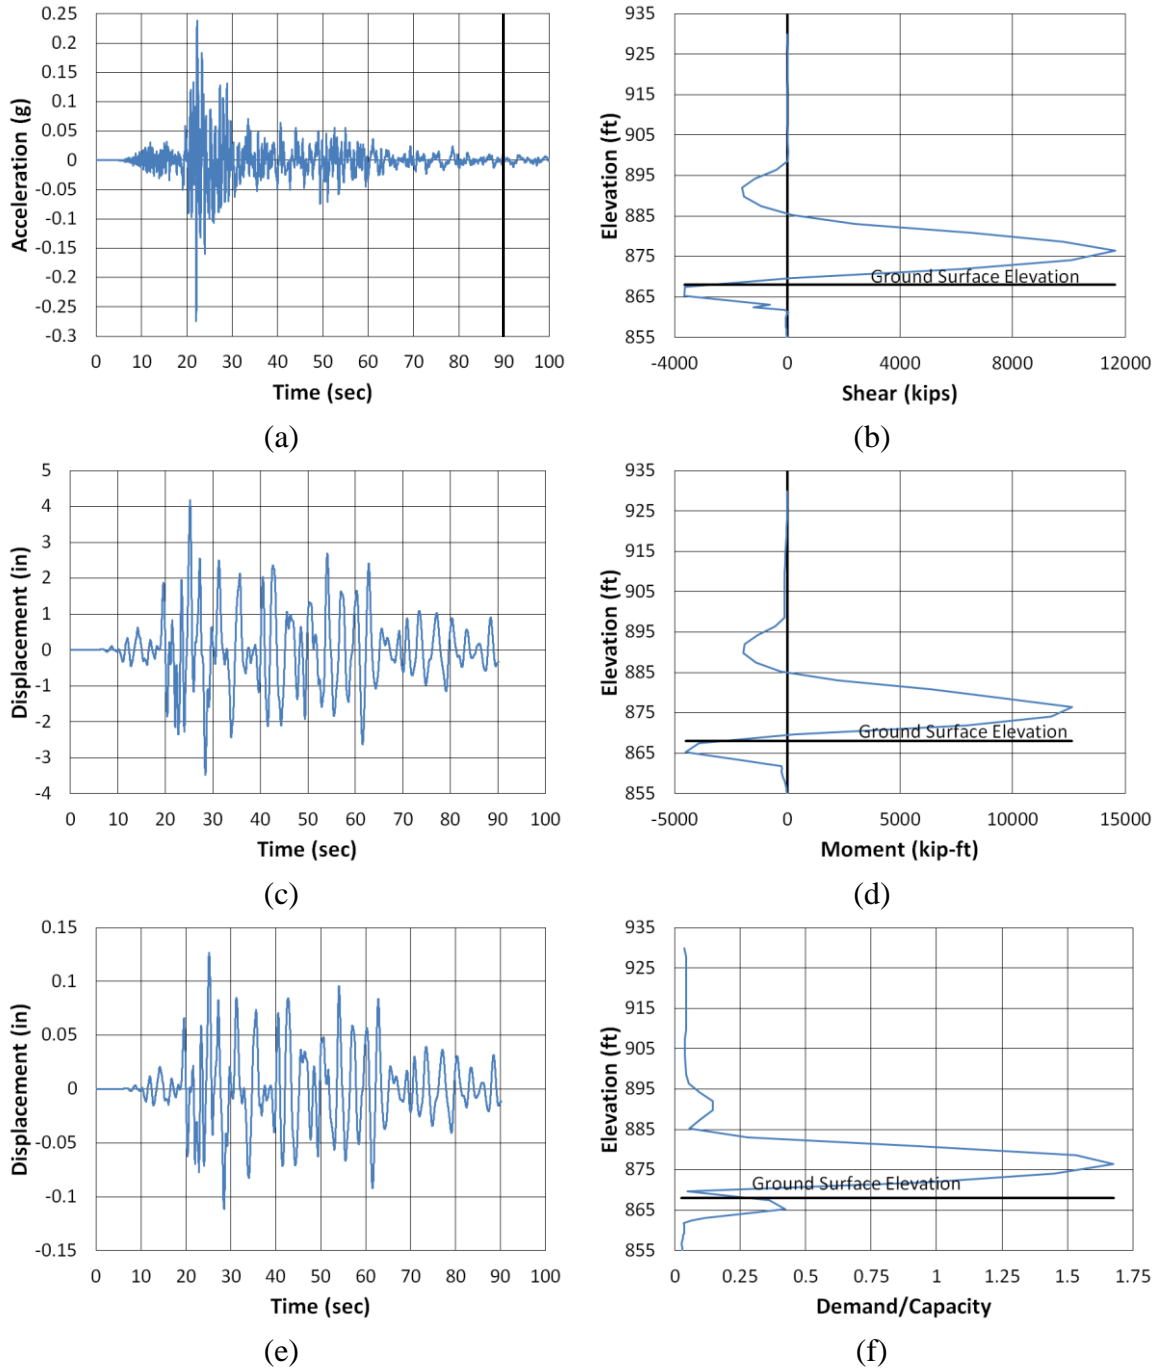 0.25
0.2
0.15
0.1
0.05
0
-0.05
-0.1
-0.15
-0.2
-0.25
-0.3
Acceleration (g)
0 10 20 30 40 50 60 70 80 90 100
Time (sec)
(a)
935
925
915
905
895
885
875
865
855
Elevation (ft)
Ground Surface Elevation
-4000 0 4000 8000 12000
Shear (kips)
(b)
5
4
3
2
1
0
-1
-2
-3
-4
Displacement (in)
0 10 20 30 40 50 60 70 80 90 100
Time (sec)
(c)
935
925
915
905
895
885
875
865
855
Elevation (ft)
Ground Surface Elevation
-5000 0 5000 10000 15000
Moment (kip-ft)
(d)
0.15
0.1
0.05
0
-0.05
-0.1
-0.15
Displacement (in)
0 10 20 30 40 50 60 70 80 90 100
Time (sec)
(e)
935
925
915
905
895
885
875
865
855
Elevation (ft)
Ground Surface Elevation
0 0.25 0.5 0.75 1 1.25 1.5 1.75
Demand/Capacity
(f)